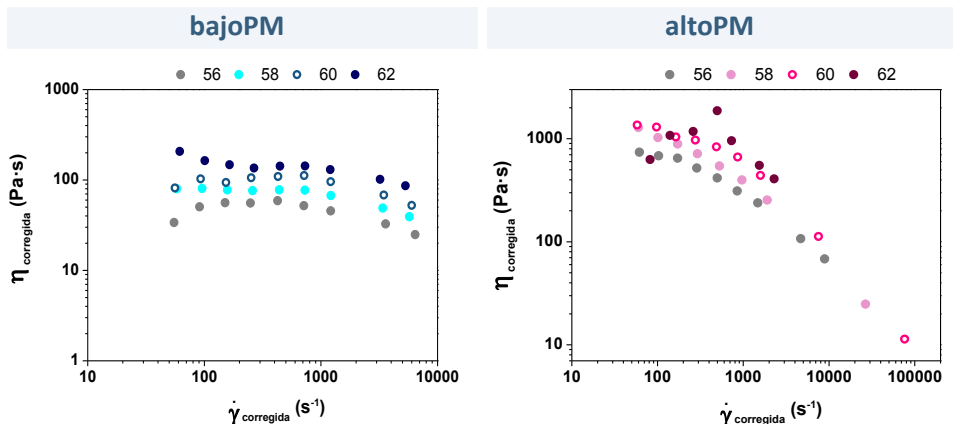 bajoPM
56 58 60 62
1000
100
10
1
10 100 1000 10000
η corregida (Pa·s)
γ̇ corregida (s⁻¹)
altoPM
56 58 60 62
1000
100
10
10 100 1000 10000 100000
η corregida (Pa·s)
γ̇ corregida (s⁻¹)